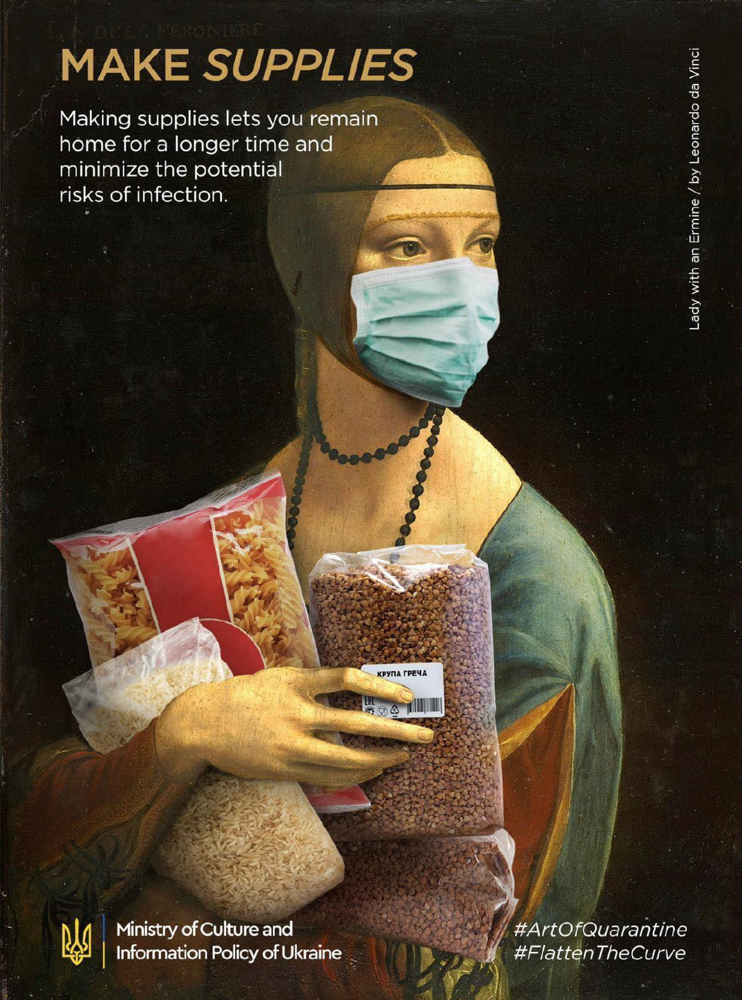 LA BELE FERONIERE
MAKE SUPPLIES
Making supplies lets you remain
home for a longer time and
minimize the potential
risks of infection.
Lady with an Ermine / by Leonardo da Vinci
КРУПА ГРЕЧА
EAC
Ministry of Culture and
Information Policy of Ukraine
#ArtOfQuarantine
#FlattenTheCurve